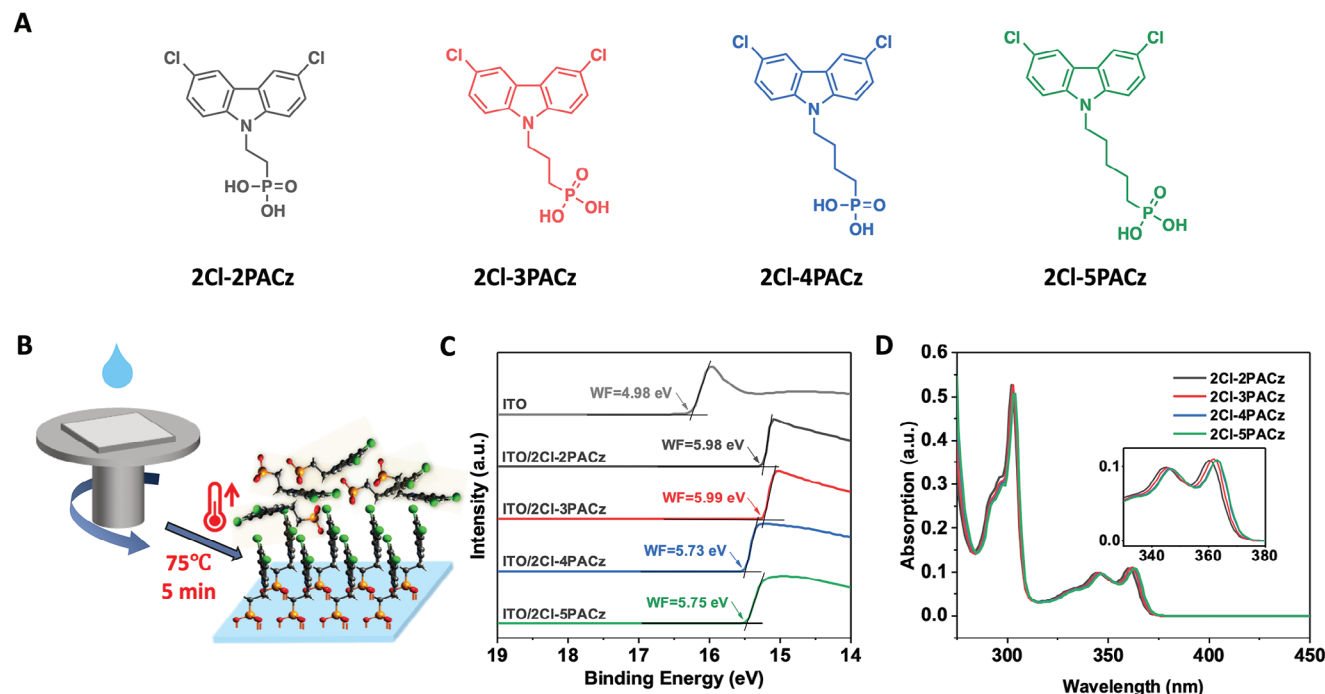 A
Cl
Cl
N
HO
P
O
OH
2Cl-2PACz
Cl
Cl
N
O
P
HO
OH
2Cl-3PACz
Cl
Cl
N
HO
P
O
OH
2Cl-4PACz
Cl
Cl
N
O
P
HO
OH
2Cl-5PACz
B
75℃
5 min
C
Intensity (a.u.)
ITO
WF=4.98 eV
ITO/2Cl-2PACz
WF=5.98 eV
ITO/2Cl-3PACz
WF=5.99 eV
ITO/2Cl-4PACz
WF=5.73 eV
ITO/2Cl-5PACz
WF=5.75 eV
19 18 17 16 15 14
Binding Energy (eV)
D
Absorption (a.u.)
0.6
0.5
0.4
0.3
0.2
0.1
0.0
2Cl-2PACz
2Cl-3PACz
2Cl-4PACz
2Cl-5PACz
0.1
0.0
340 360 380
300 350 400 450
Wavelength (nm)